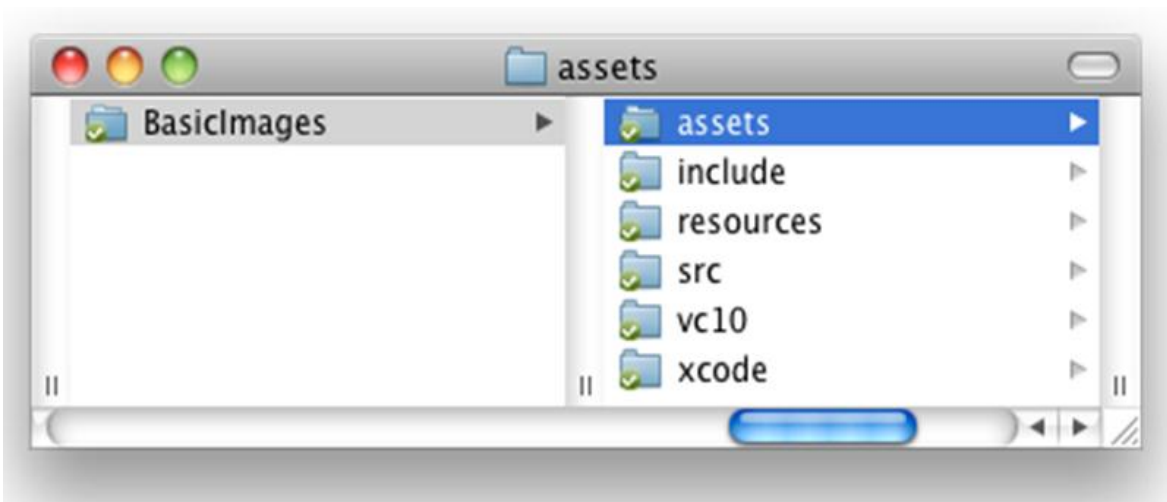 assets
BasicImages
assets
include
resources
src
vc10
xcode